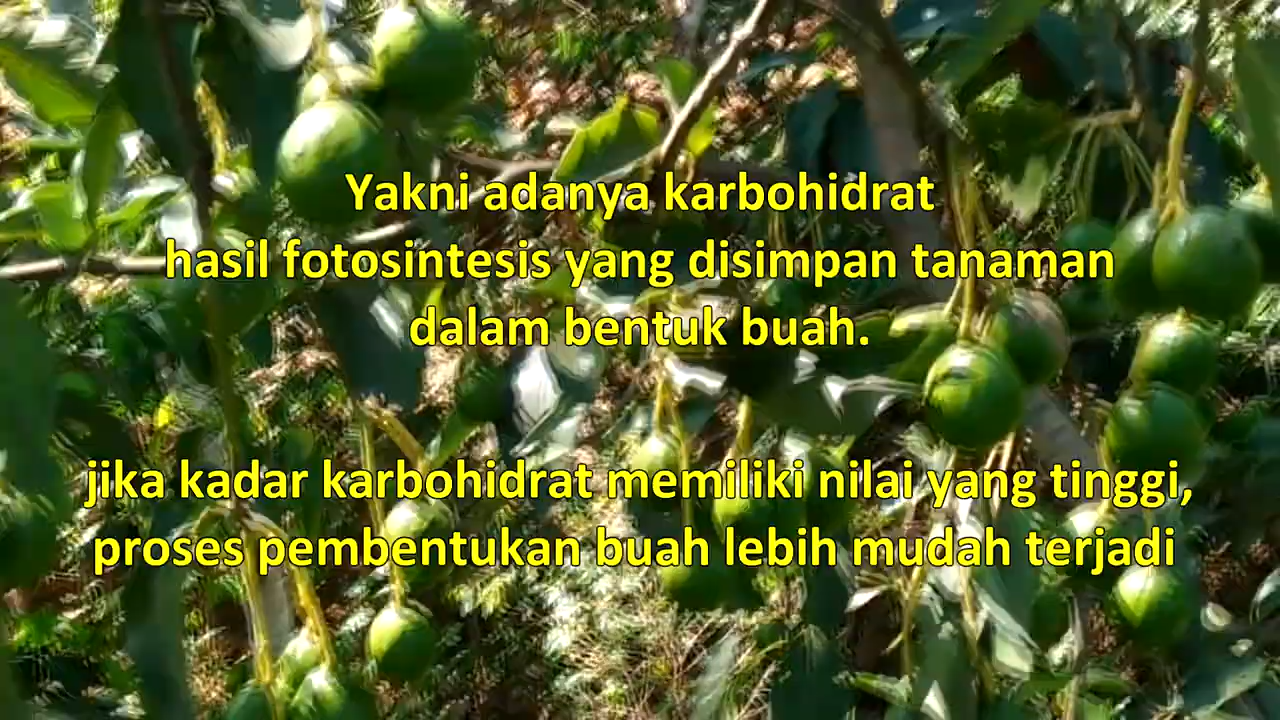 Yakni adanya karbohidrat
hasil fotosintesis yang disimpan tanaman
dalam bentuk buah.
jika kadar karbohidrat memiliki nilai yang tinggi,
proses pembentukan buah lebih mudah terjadi